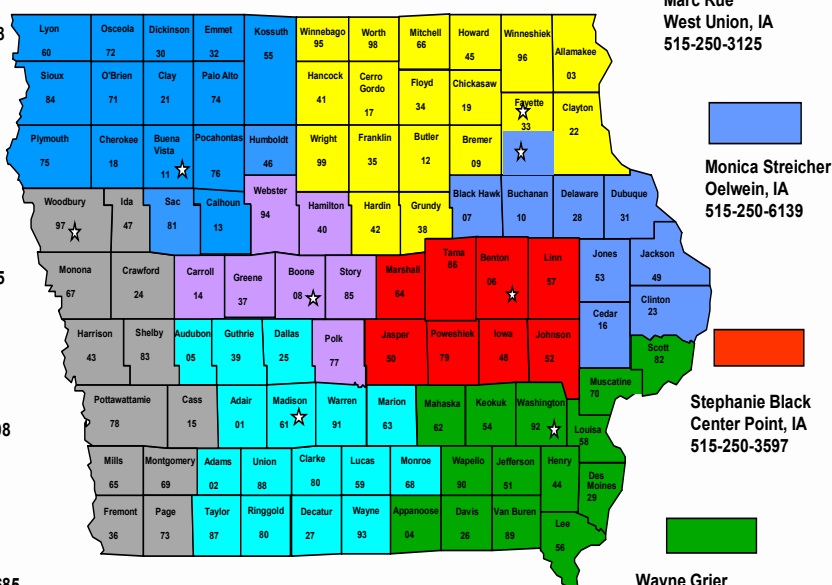 Marc Rue
West Union, IA
515-250-3125
Monica Streicher
Oelwein, IA
515-250-6139
Stephanie Black
Center Point, IA
515-250-3597
Wayne Grier
3
5
08
685
Lyon
60
Osceola
72
Dickinson
30
Emmet
32
Kossuth
55
Winnebago
95
Worth
98
Mitchell
66
Howard
45
Winneshiek
96
Allamakee
03
Sioux
84
O'Brien
71
Clay
21
Palo Alto
74
Hancock
41
Cerro
Gordo
17
Floyd
34
Chickasaw
19
Fayette
33
Clayton
22
Plymouth
75
Cherokee
18
Buena
Vista
11
Pocahontas
76
Humboldt
46
Wright
99
Franklin
35
Butler
12
Bremer
09
Woodbury
97
Ida
47
Sac
81
Calhoun
13
Webster
94
Hamilton
40
Hardin
42
Grundy
38
Black Hawk
07
Buchanan
10
Delaware
28
Dubuque
31
Monona
67
Crawford
24
Carroll
14
Greene
37
Boone
08
Story
85
Marshall
64
Tama
86
Benton
06
Linn
57
Jones
53
Jackson
49
Clinton
23
Cedar
16
Harrison
43
Shelby
83
Audubon
05
Guthrie
39
Dallas
25
Polk
77
Jasper
50
Poweshiek
79
Iowa
48
Johnson
52
Scott
82
Muscatine
70
Pottawattamie
78
Cass
15
Adair
01
Madison
61
Warren
91
Marion
63
Mahaska
62
Keokuk
54
Washington
92
Louisa
58
Mills
65
Montgomery
69
Adams
02
Union
88
Clarke
80
Lucas
59
Monroe
68
Wapello
90
Jefferson
51
Henry
44
Des
Moines
29
Fremont
36
Page
73
Taylor
87
Ringgold
80
Decatur
27
Wayne
93
Appanoose
04
Davis
26
Van Buren
89
Lee
56